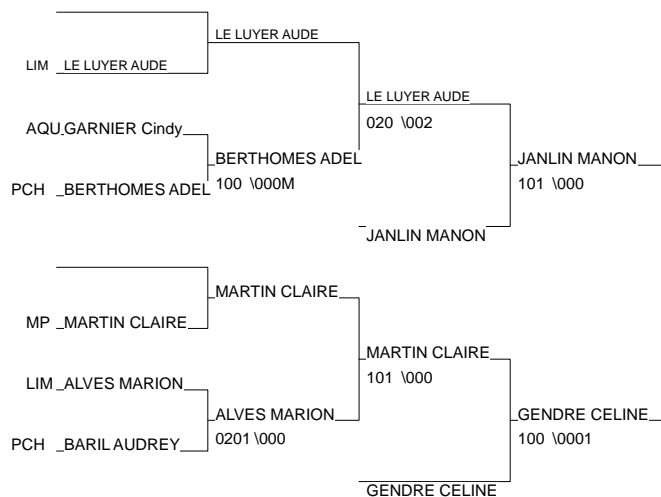 LE LUYER AUDE
LIM LE LUYER AUDE
LE LUYER AUDE
020 \002
AQU GARNIER Cindy
BERTHOMES ADEL
100 \000M
JANLIN MANON
101 \000
PCH BERTHOMES ADEL
JANLIN MANON
MARTIN CLAIRE
MP MARTIN CLAIRE
MARTIN CLAIRE
101 \000
LIM ALVES MARION
ALVES MARION
0201 \000
GENDRE CELINE
100 \0001
PCH BARIL AUDREY
GENDRE CELINE